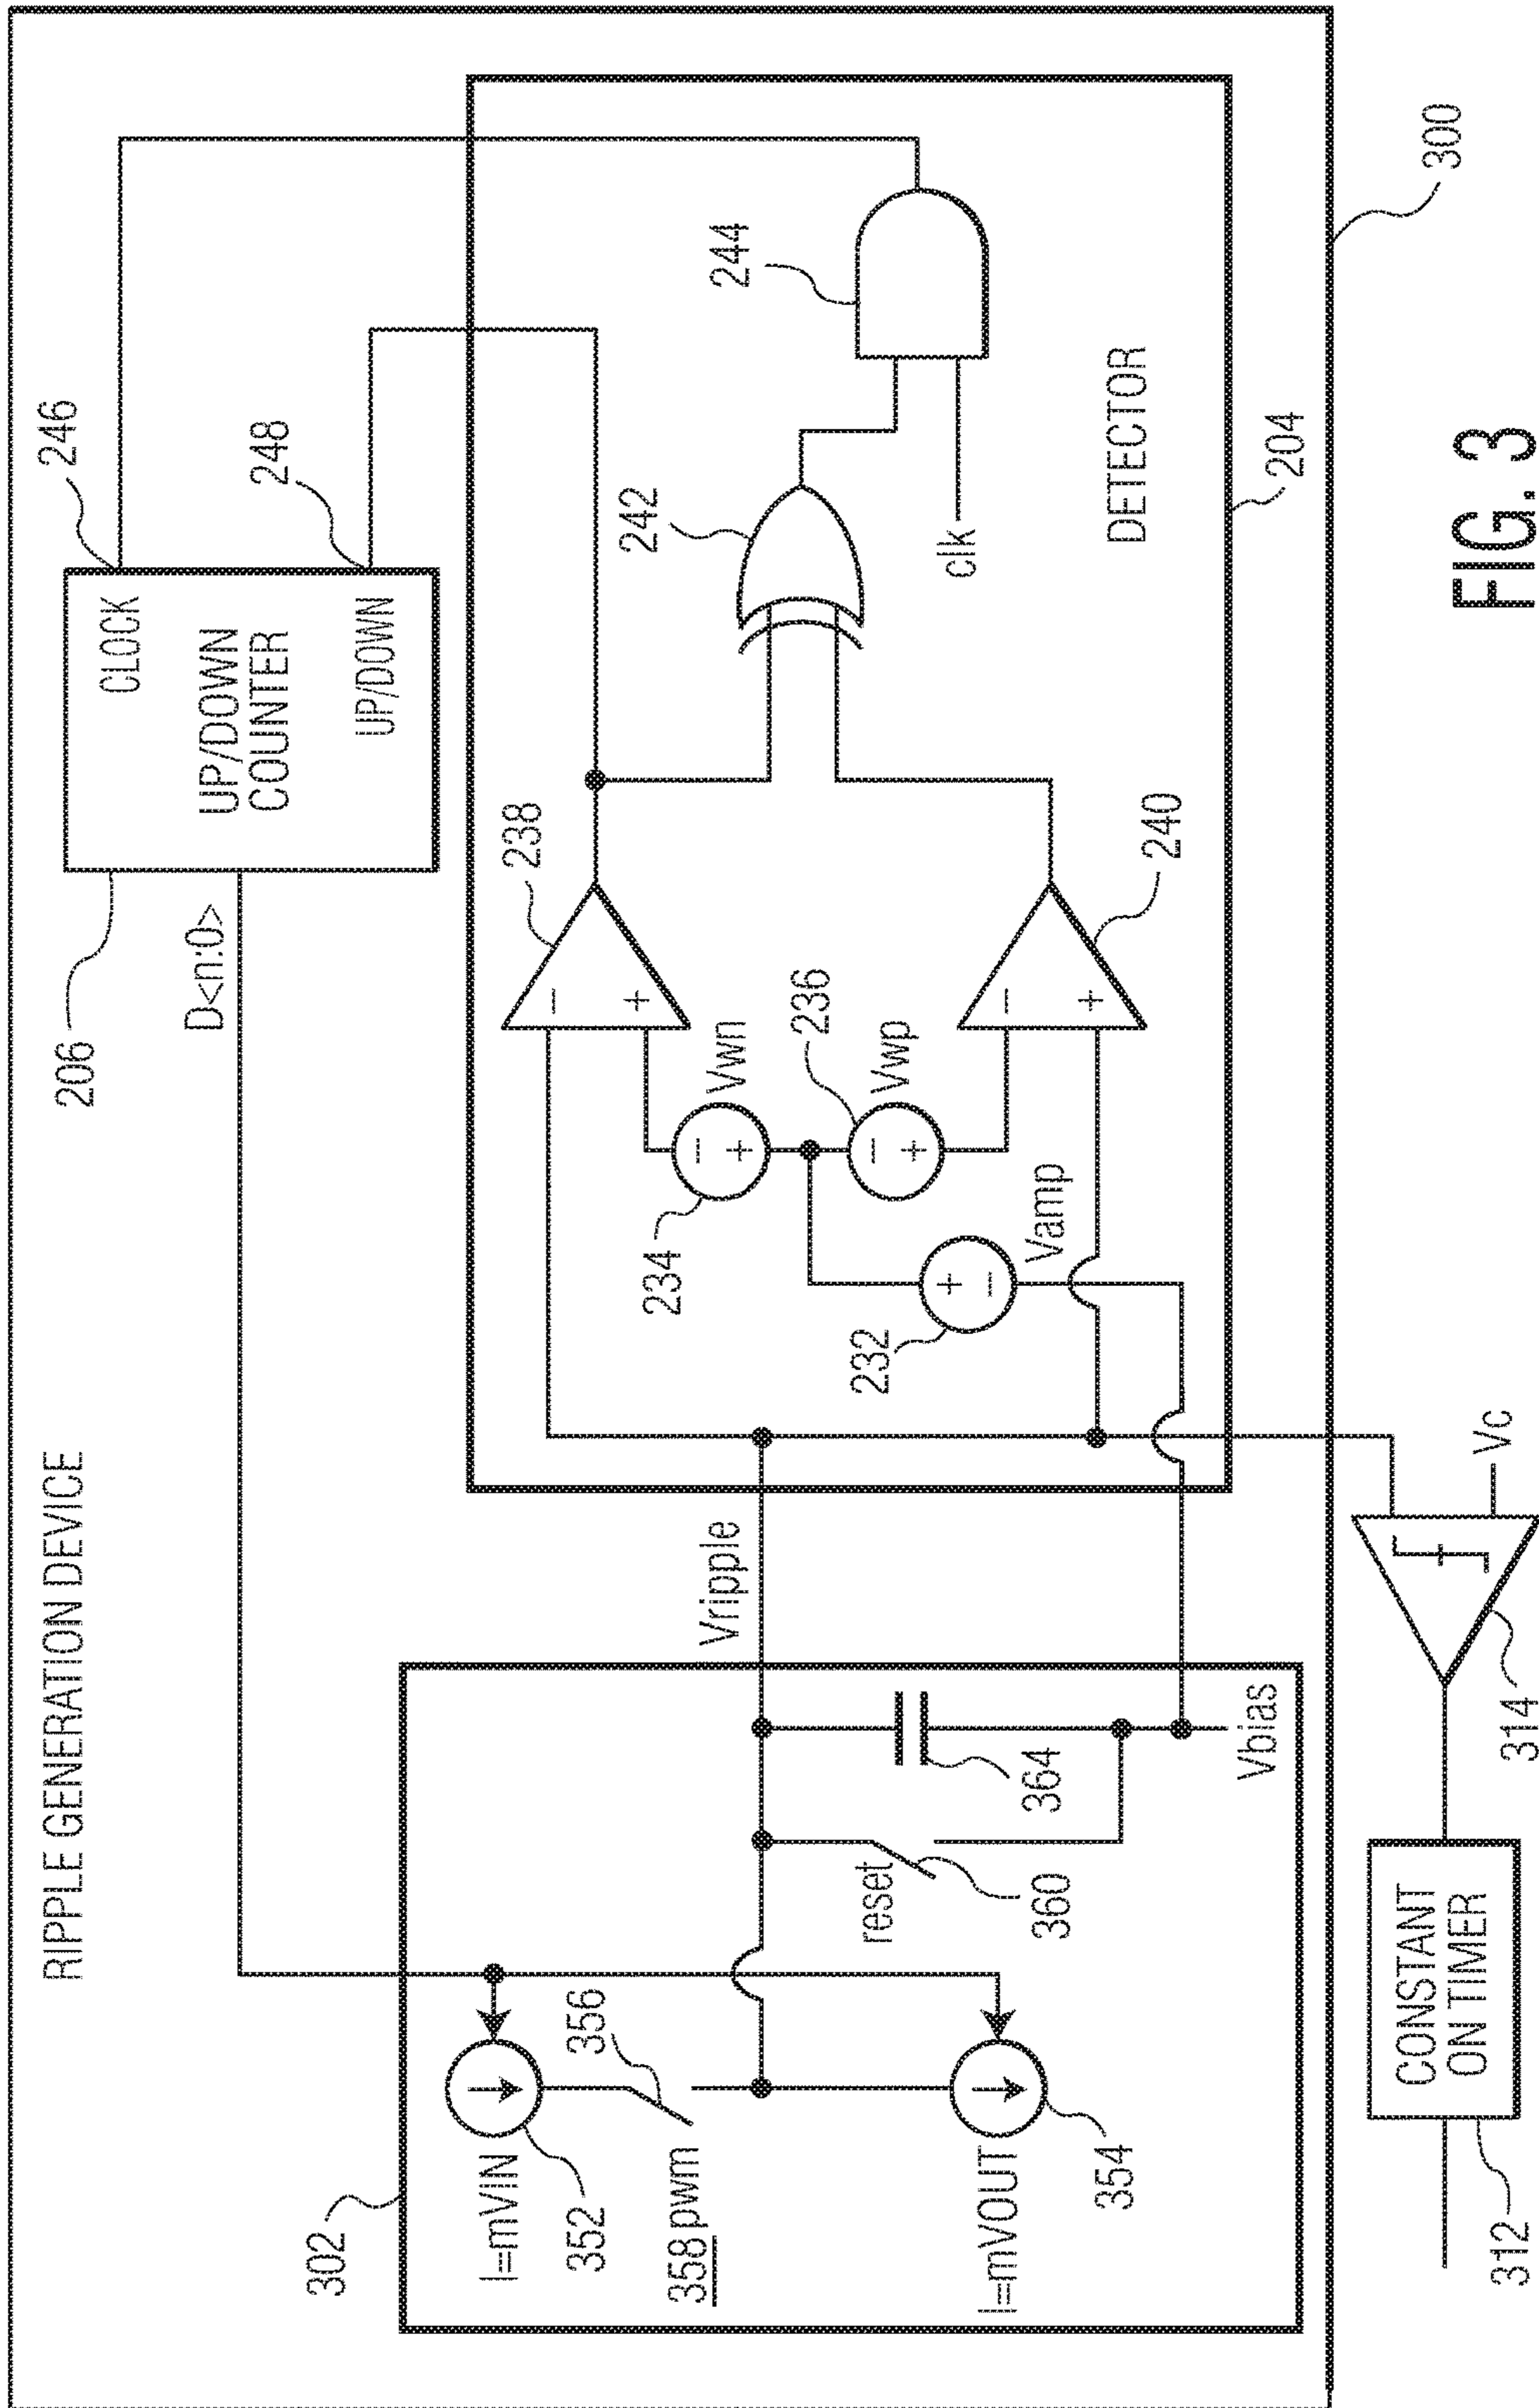 RIPPLE GENERATION DEVICE
206
D<n:0>
CLOCK
UP/DOWN
COUNTER
UP/DOWN
246
248
302
I=mVIN
352
356
358 pwm
I=mVOUT
354
reset
360
364
Vbias
Vripple
238
−
+
234
−
+
Vwn
236
−
+
Vwp
232
+
−
Vamp
−
+
240
242
clk
244
DETECTOR
204
300
312
CONSTANT
ON TIMER
314
Vc
FIG. 3